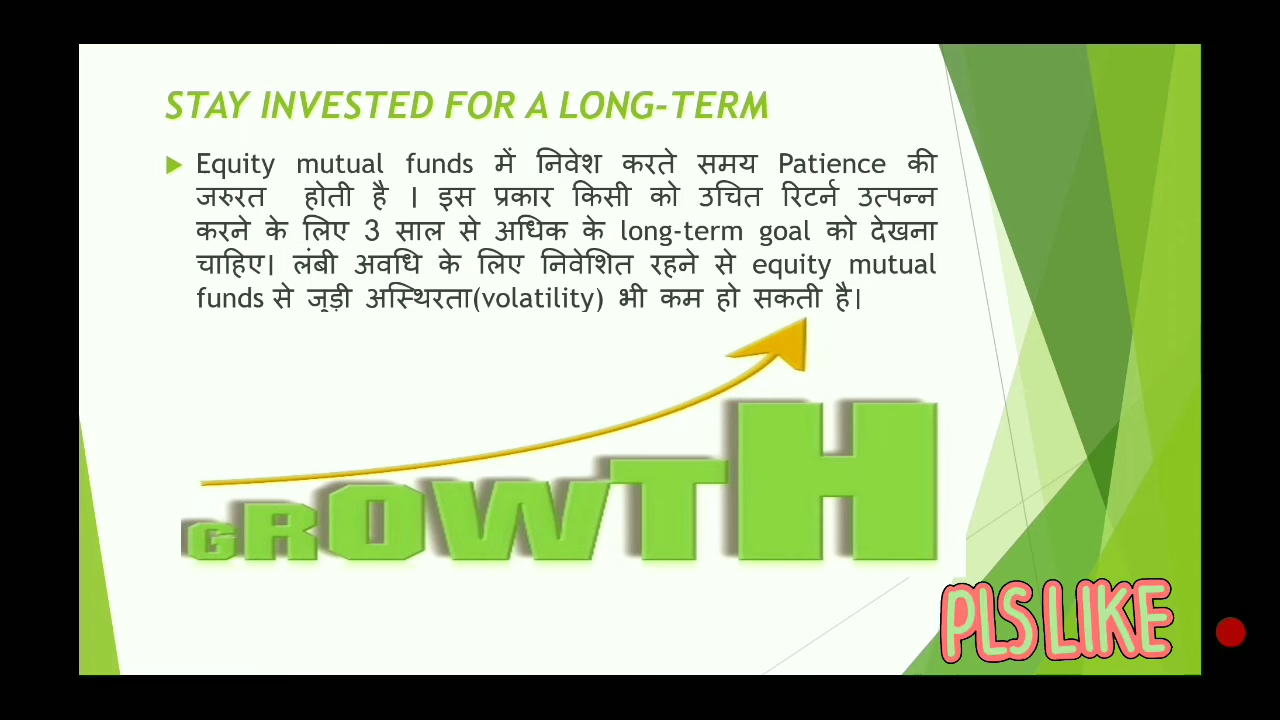 STAY INVESTED FOR A LONG-TERM
Equity mutual funds में निवेश करते समय Patience की
जरुरत होती है । इस प्रकार किसी को उचित रिटर्न उत्पन्न
करने के लिए 3 साल से अधिक के long-term goal को देखना
चाहिए। लंबी अवधि के लिए निवेशित रहने से equity mutual
funds से जुड़ी अस्थिरता(volatility) भी कम हो सकती है।
GROWTH
PLS LIKE